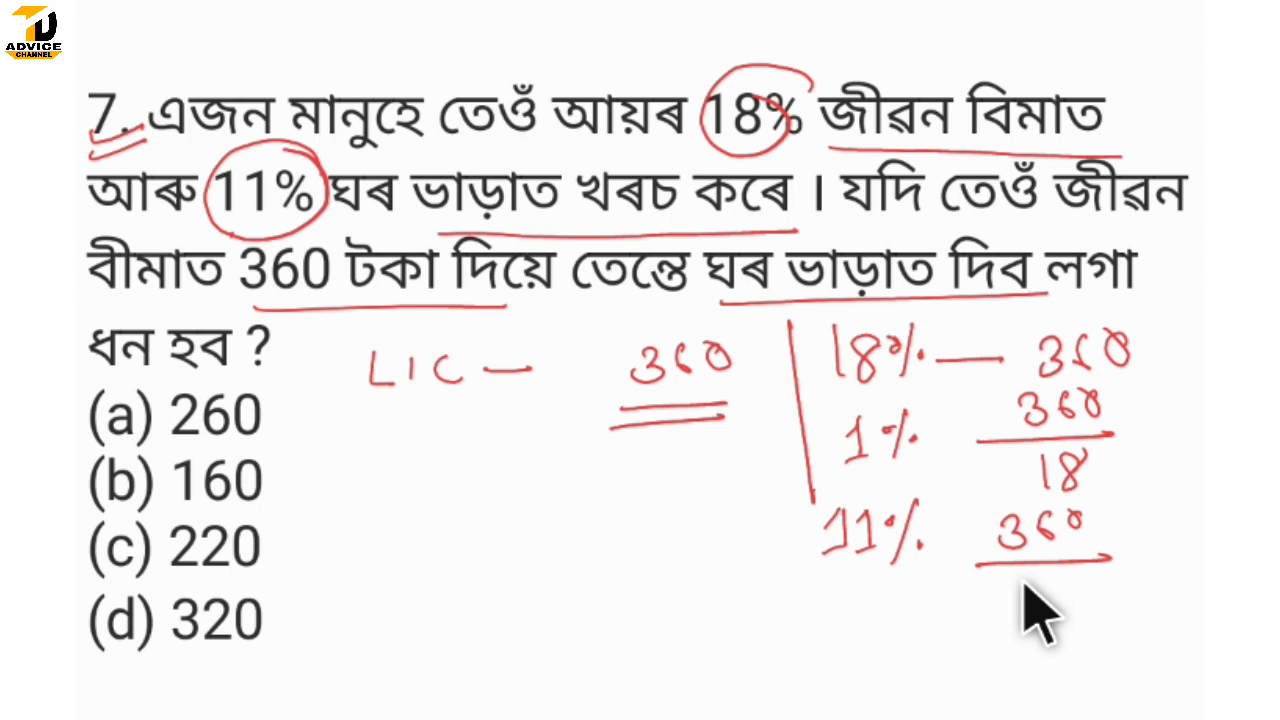 TD
ADVICE
CHANNEL
7. এজন মানুহে তেওঁ আয়ৰ 18% জীৱন বিমাত
আৰু 11% ঘৰ ভাড়াত খৰচ কৰে । যদি তেওঁ জীৱন
বীমাত 360 টকা দিয়ে তেন্তে ঘৰ ভাড়াত দিব লগা
ধন হব ?
(a) 260
(b) 160
(c) 220
(d) 320
LIC — 360
18% — 360
1% 360
18
11% 360